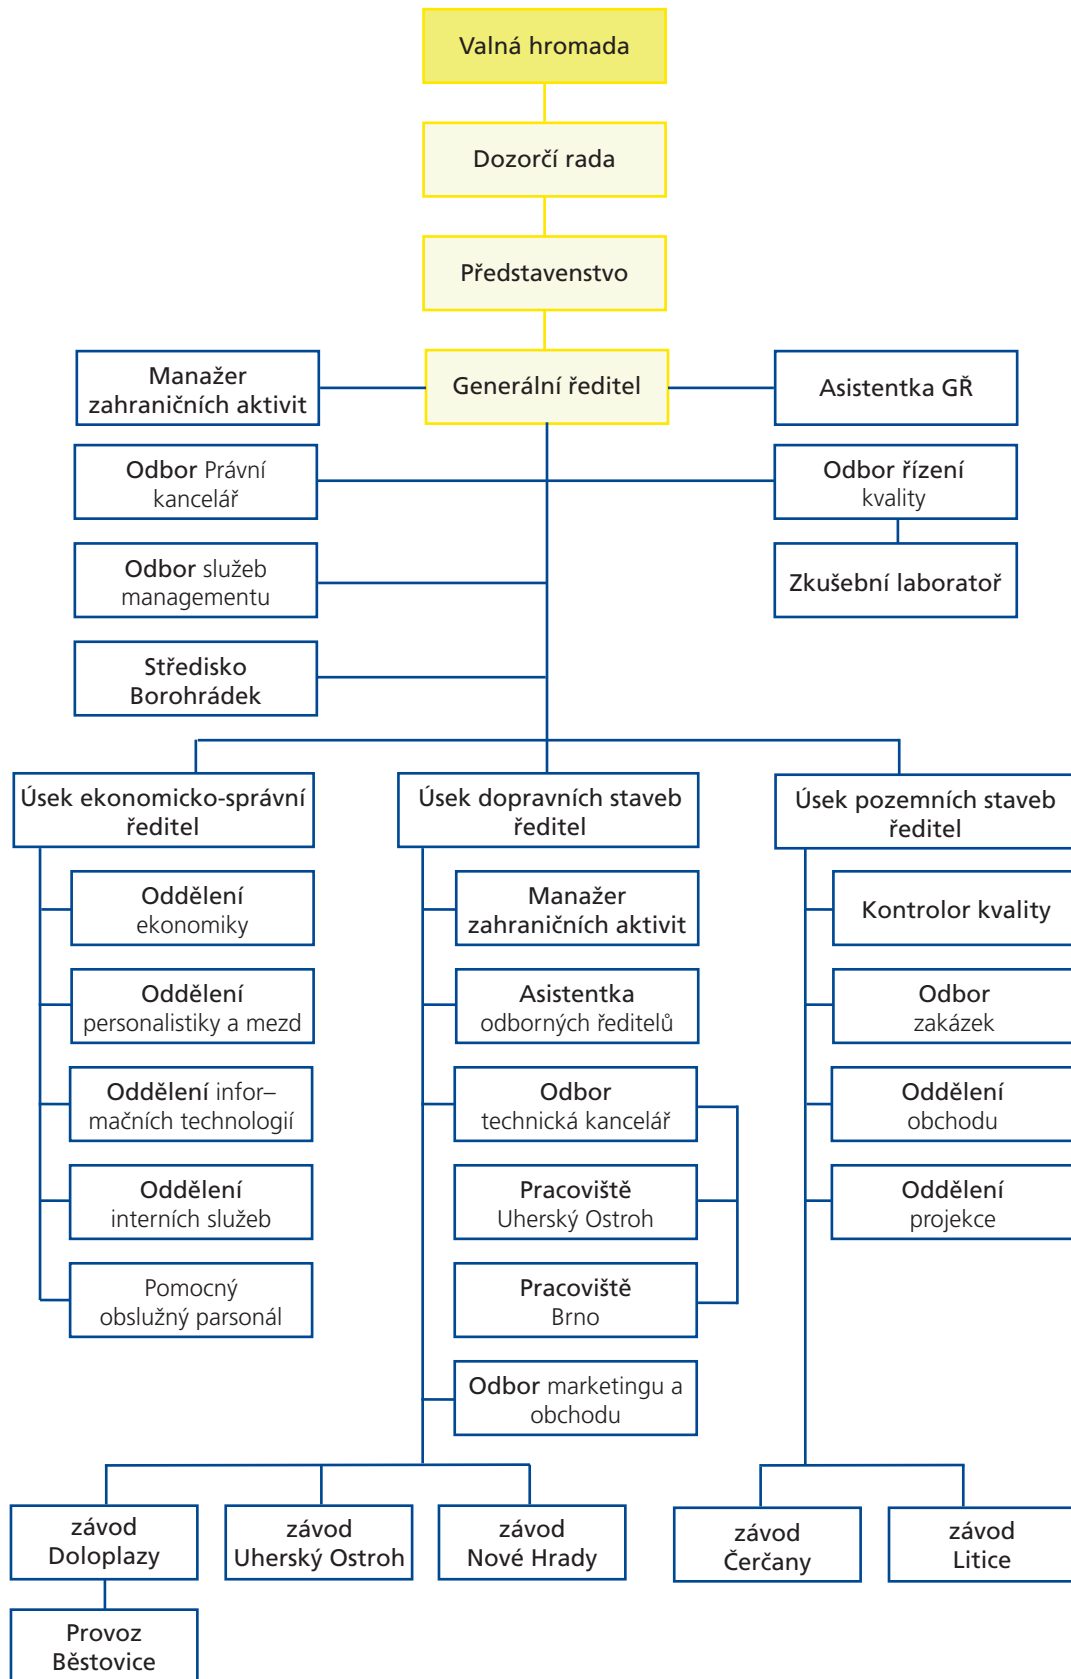 Valná hromada
Dozorčí rada
Představenstvo
Generální ředitel
Manažer
zahraničních aktivit
Asistentka GŘ
Odbor Právní
kancelář
Odbor řízení
kvality
Odbor služeb
managementu
Zkušební laboratoř
Středisko
Borohrádek
Úsek ekonomicko-správní
ředitel
Úsek dopravních staveb
ředitel
Úsek pozemních staveb
ředitel
Oddělení
ekonomiky
Oddělení
personalistiky a mezd
Oddělení infor–
mačních technologií
Oddělení
interních služeb
Pomocný
obslužný parsonál
Manažer
zahraničních aktivit
Asistentka
odborných ředitelů
Odbor
technická kancelář
Pracoviště
Uherský Ostroh
Pracoviště
Brno
Odbor marketingu a
obchodu
Kontrolor kvality
Odbor
zakázek
Oddělení
obchodu
Oddělení
projekce
závod
Doloplazy
závod
Uherský Ostroh
závod
Nové Hrady
závod
Čerčany
závod
Litice
Provoz
Běstovice